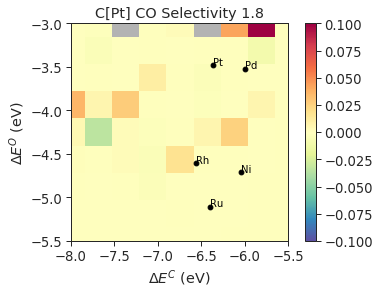 C[Pt] CO Selectivity 1.8
ΔE^O (eV)
−3.0
−3.5
−4.0
−4.5
−5.0
−5.5
Pt
Pd
Rh
Ni
Ru
−8.0 −7.5 −7.0 −6.5 −6.0 −5.5
ΔE^C (eV)
0.100
0.075
0.050
0.025
0.000
−0.025
−0.050
−0.075
−0.100